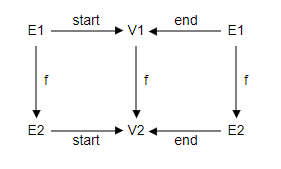 start end
E1 V1 E1
f f f
E2 V2 E2
start end